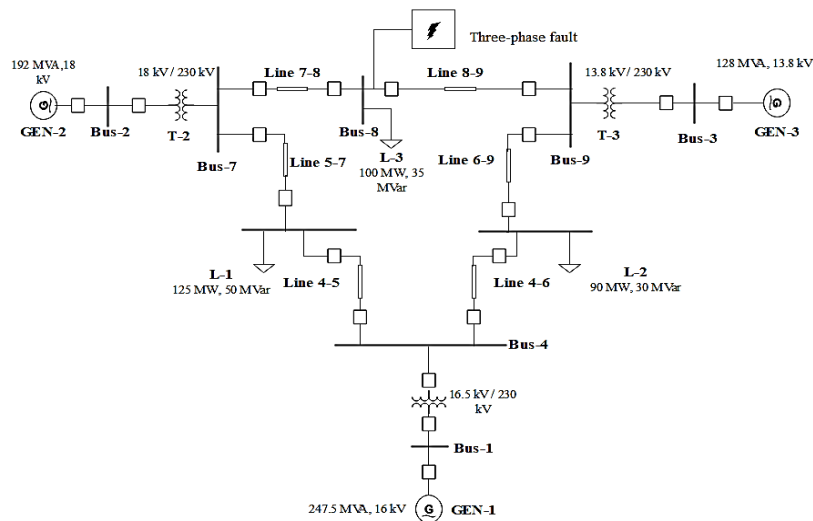 Three-phase fault
192 MVA,18
kV
18 kV / 230 kV
Line 7-8
Line 8-9
13.8 kV/ 230 kV
128 MVA, 13.8 kV
G
GEN-2
Bus-2
T-2
Bus-7
Bus-8
L-3
100 MW, 35
MVar
Line 5-7
Line 6-9
Bus-9
T-3
Bus-3
G
GEN-3
L-1
125 MW, 50 MVar
Line 4-5
Line 4-6
L-2
90 MW, 30 MVar
Bus-4
16.5 kV / 230
kV
Bus-1
247.5 MVA, 16 kV
G
GEN-1